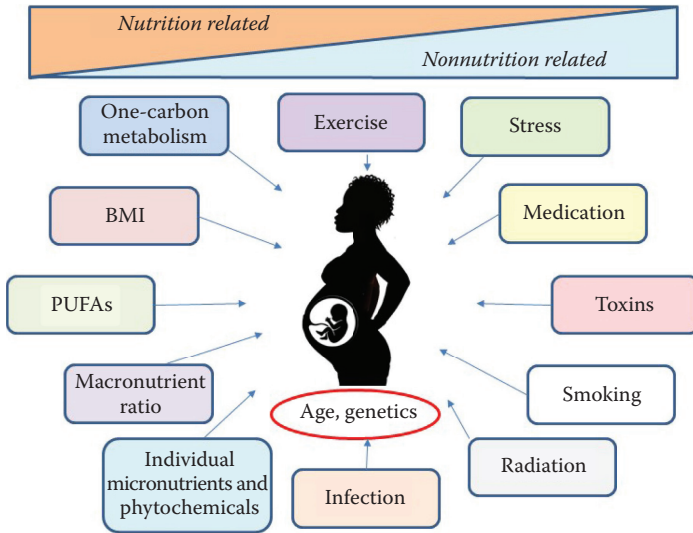 Nutrition related
Nonnutrition related
One-carbon
metabolism
Exercise
Stress
BMI
Medication
PUFAs
Toxins
Macronutrient
ratio
Smoking
Age, genetics
Individual
micronutrients and
phytochemicals
Infection
Radiation